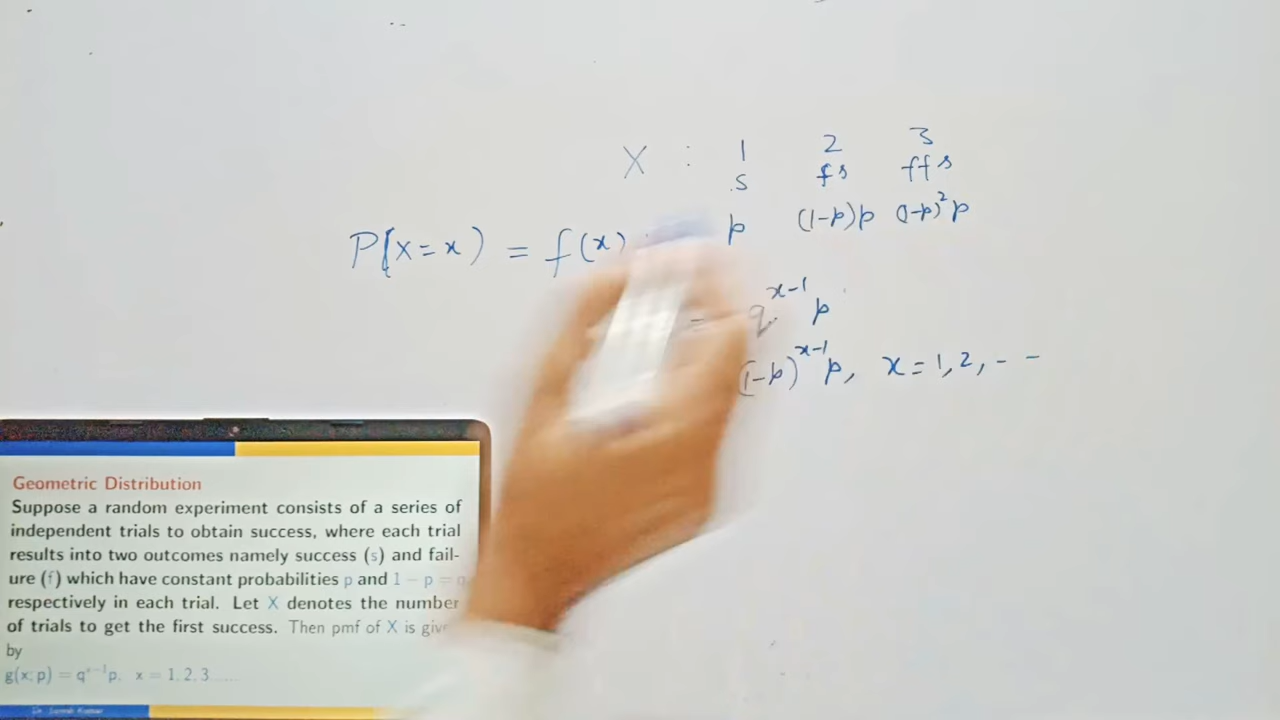 X : 1 2 3
s fs ffs
P(X=x) = f(x) p (1-p)p (1-p)²p
= q^{x-1} p
(1-p)^{x-1} p, x=1,2,- -
Geometric Distribution
Suppose a random experiment consists of a series of
independent trials to obtain success, where each trial
results into two outcomes namely success (s) and fail-
ure (f) which have constant probabilities p and 1 − p =
respectively in each trial. Let X denotes the number
of trials to get the first success. Then pmf of X is
by
g(x; p) = q^{x−1}p, x = 1, 2, 3.....